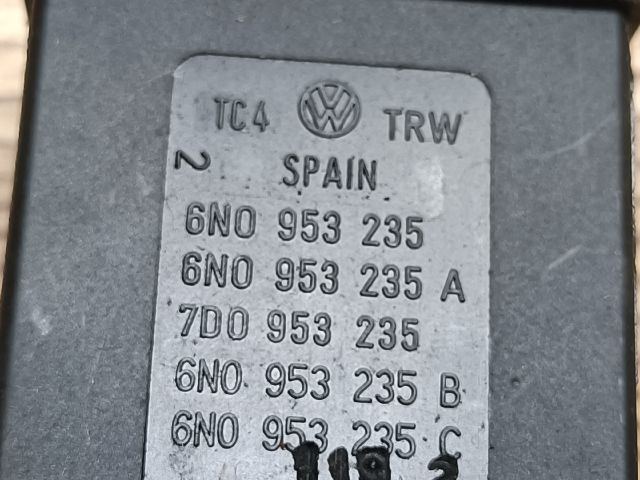 TC4 VW TRW
2 SPAIN
6N0 953 235
6N0 953 235 A
7D0 953 235
6N0 953 235 B
6N0 953 235 C